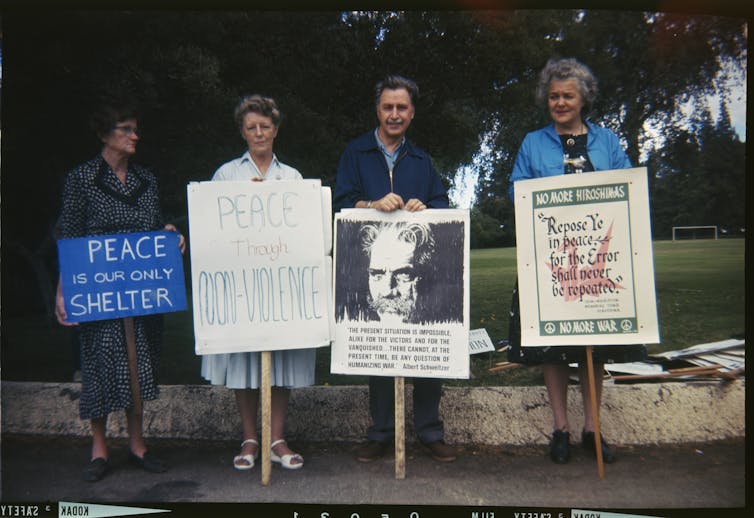 PEACE
IS OUR ONLY
SHELTER
PEACE
Through
NON-VIOLENCE
"THE PRESENT SITUATION IS IMPOSSIBLE,
ALIKE FOR THE VICTORS AND FOR THE
VANQUISHED....THERE CANNOT, AT THE
PRESENT TIME, BE ANY QUESTION OF
HUMANIZING WAR." Albert Schweitzer
NO MORE HIROSHIMAS
"Repose Ye
in peace—
for the Error
shall never
be repeated."
NO MORE WAR
KODAK
SAFETY
FILM
KODAK
SAFETY